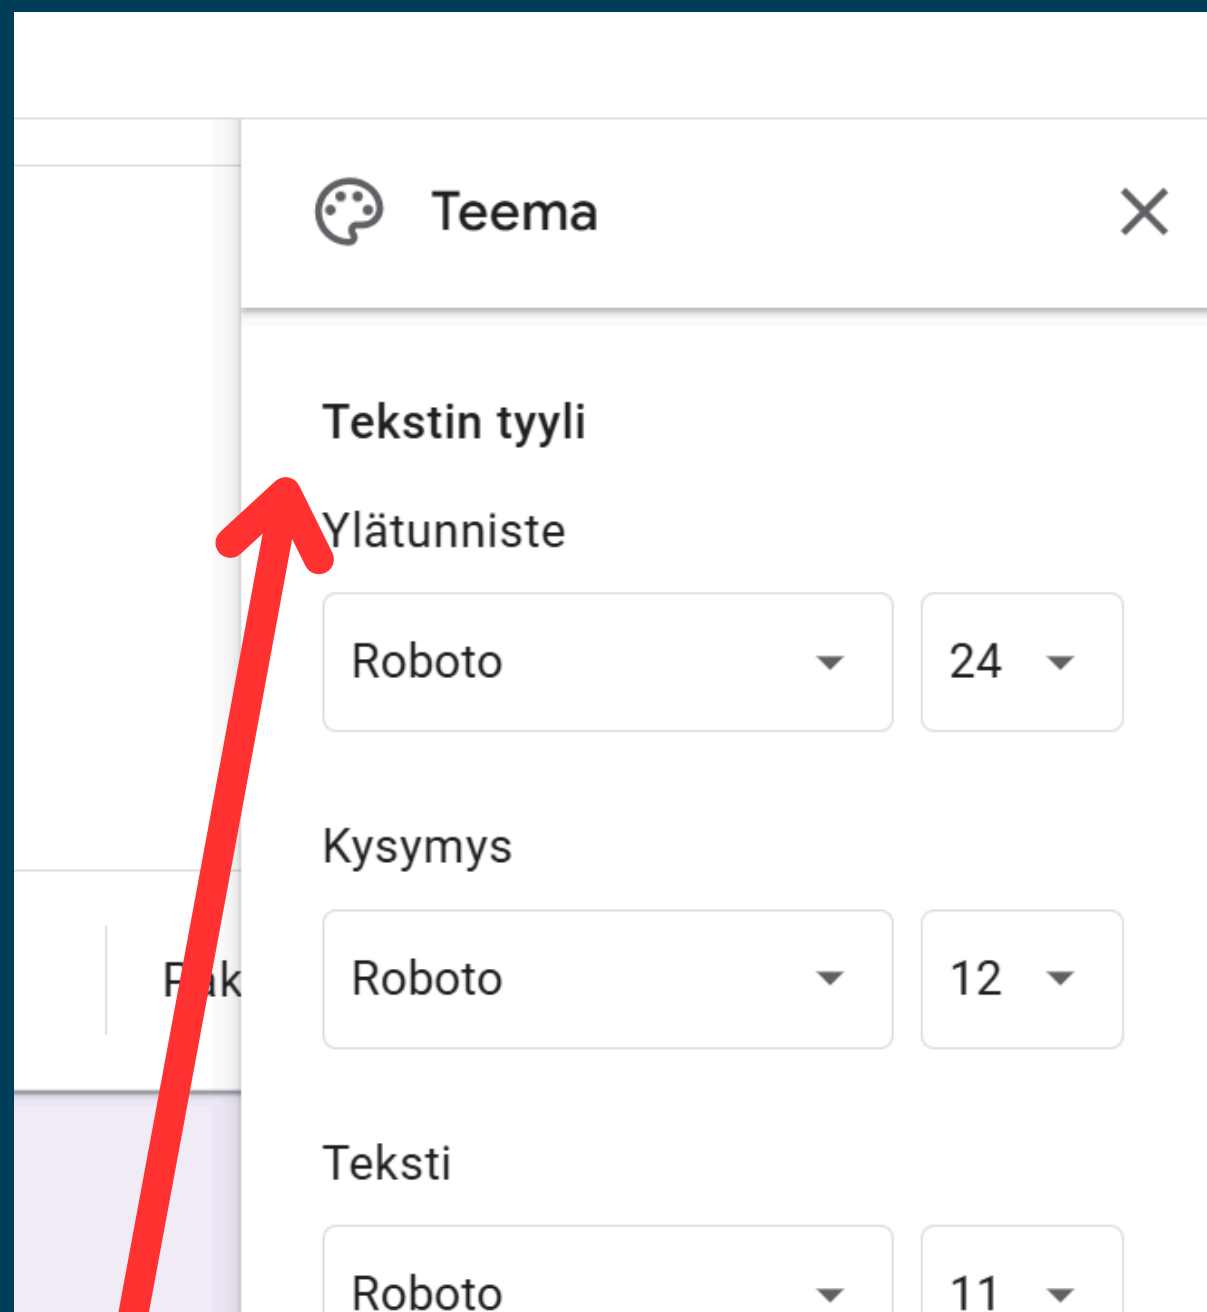 Teema
Tekstin tyyli
Ylätunniste
Roboto
24
Kysymys
Roboto
12
Teksti
Roboto
11